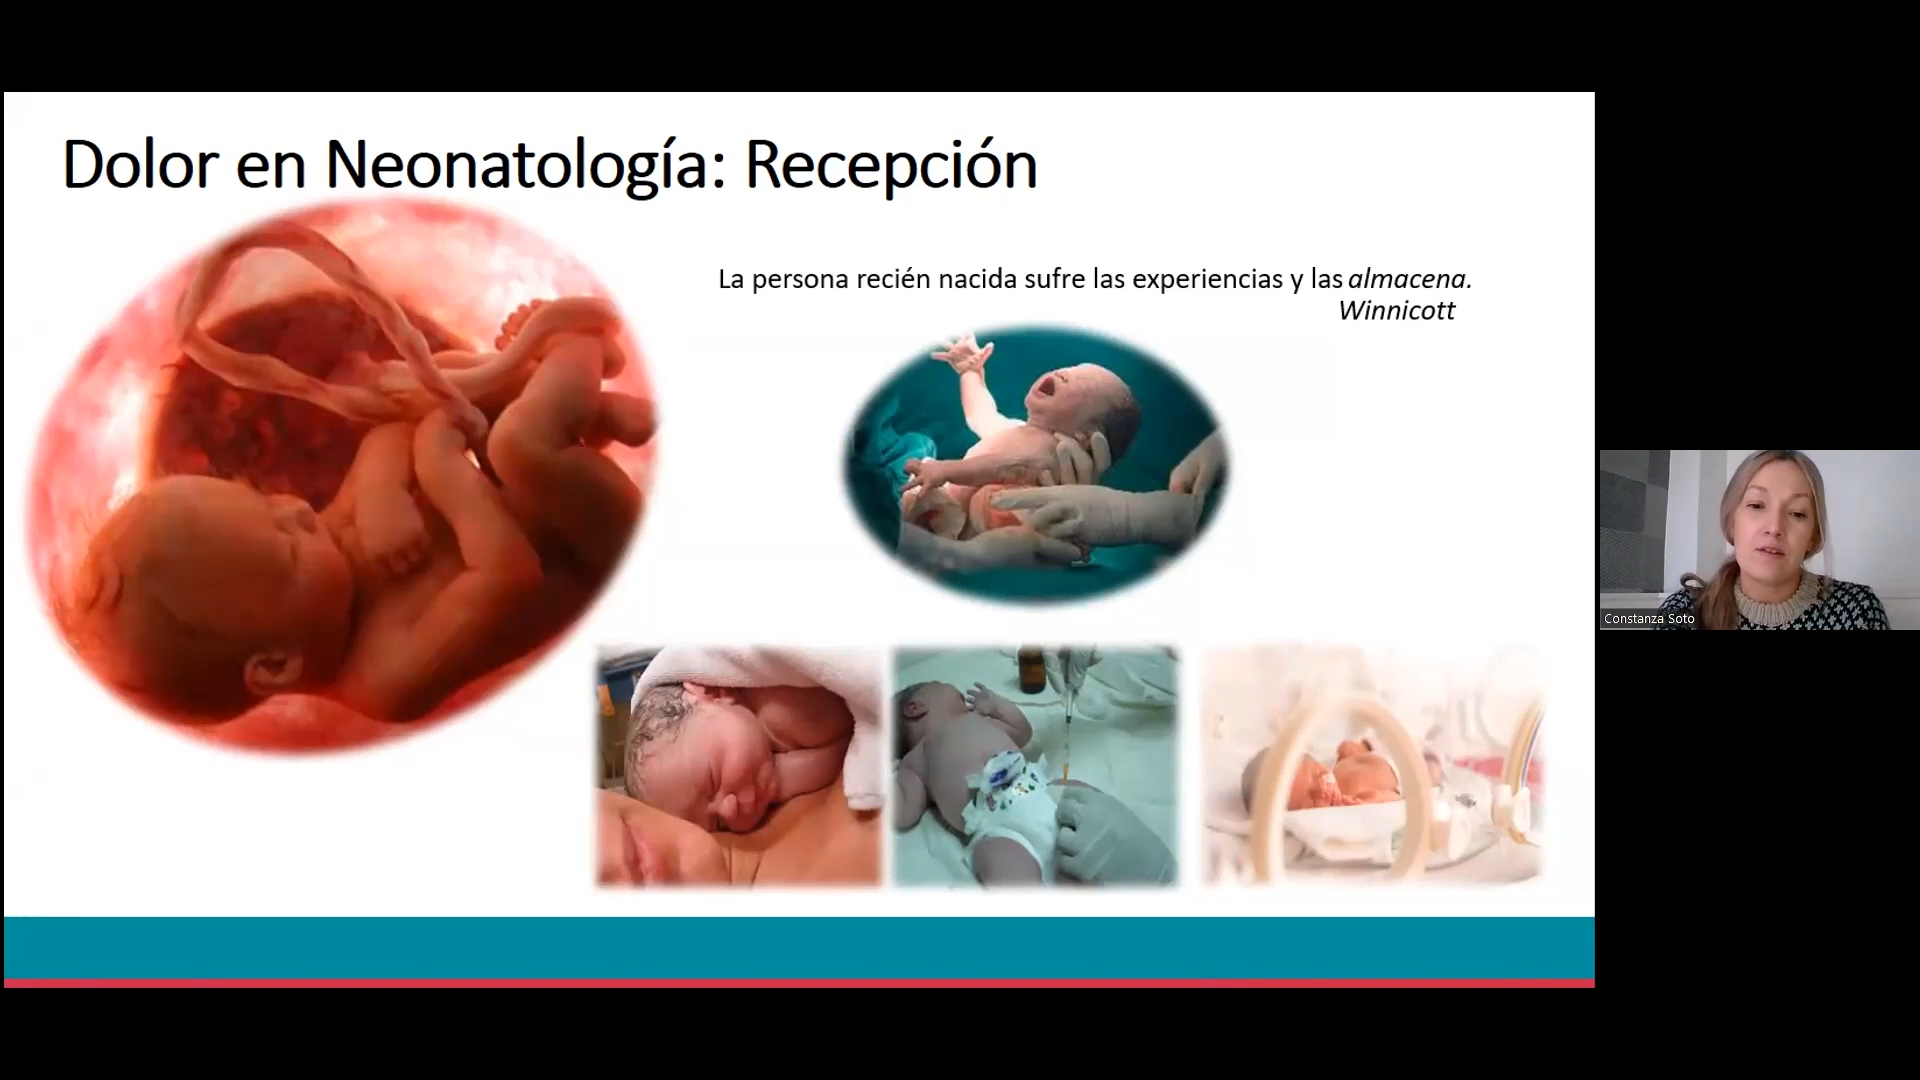 Dolor en Neonatología: Recepción
La persona recién nacida sufre las experiencias y las almacena.
Winnicott
Constanza Soto